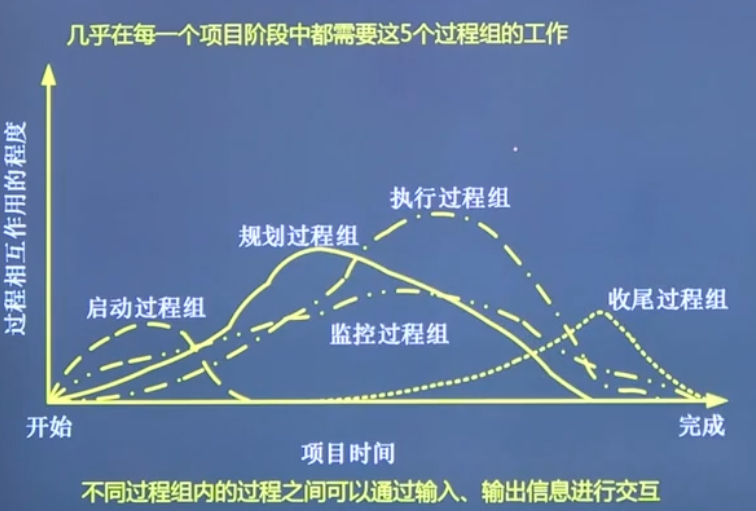 几乎在每一个项目阶段中都需要这5个过程组的工作
过程相互作用的程度
执行过程组
规划过程组
启动过程组
收尾过程组
监控过程组
开始
完成
项目时间
不同过程组内的过程之间可以通过输入、输出信息进行交互